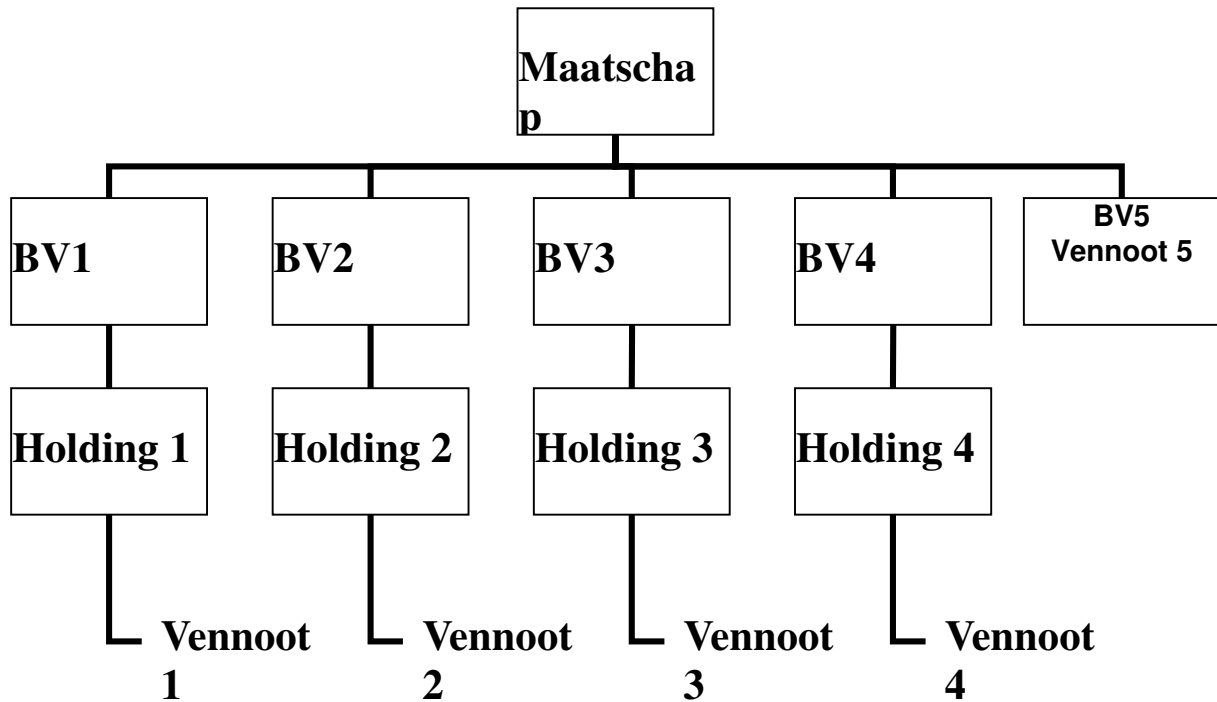 Maatscha
p
BV1
BV2
BV3
BV4
BV5
Vennoot 5
Holding 1
Holding 2
Holding 3
Holding 4
Vennoot
1
Vennoot
2
Vennoot
3
Vennoot
4